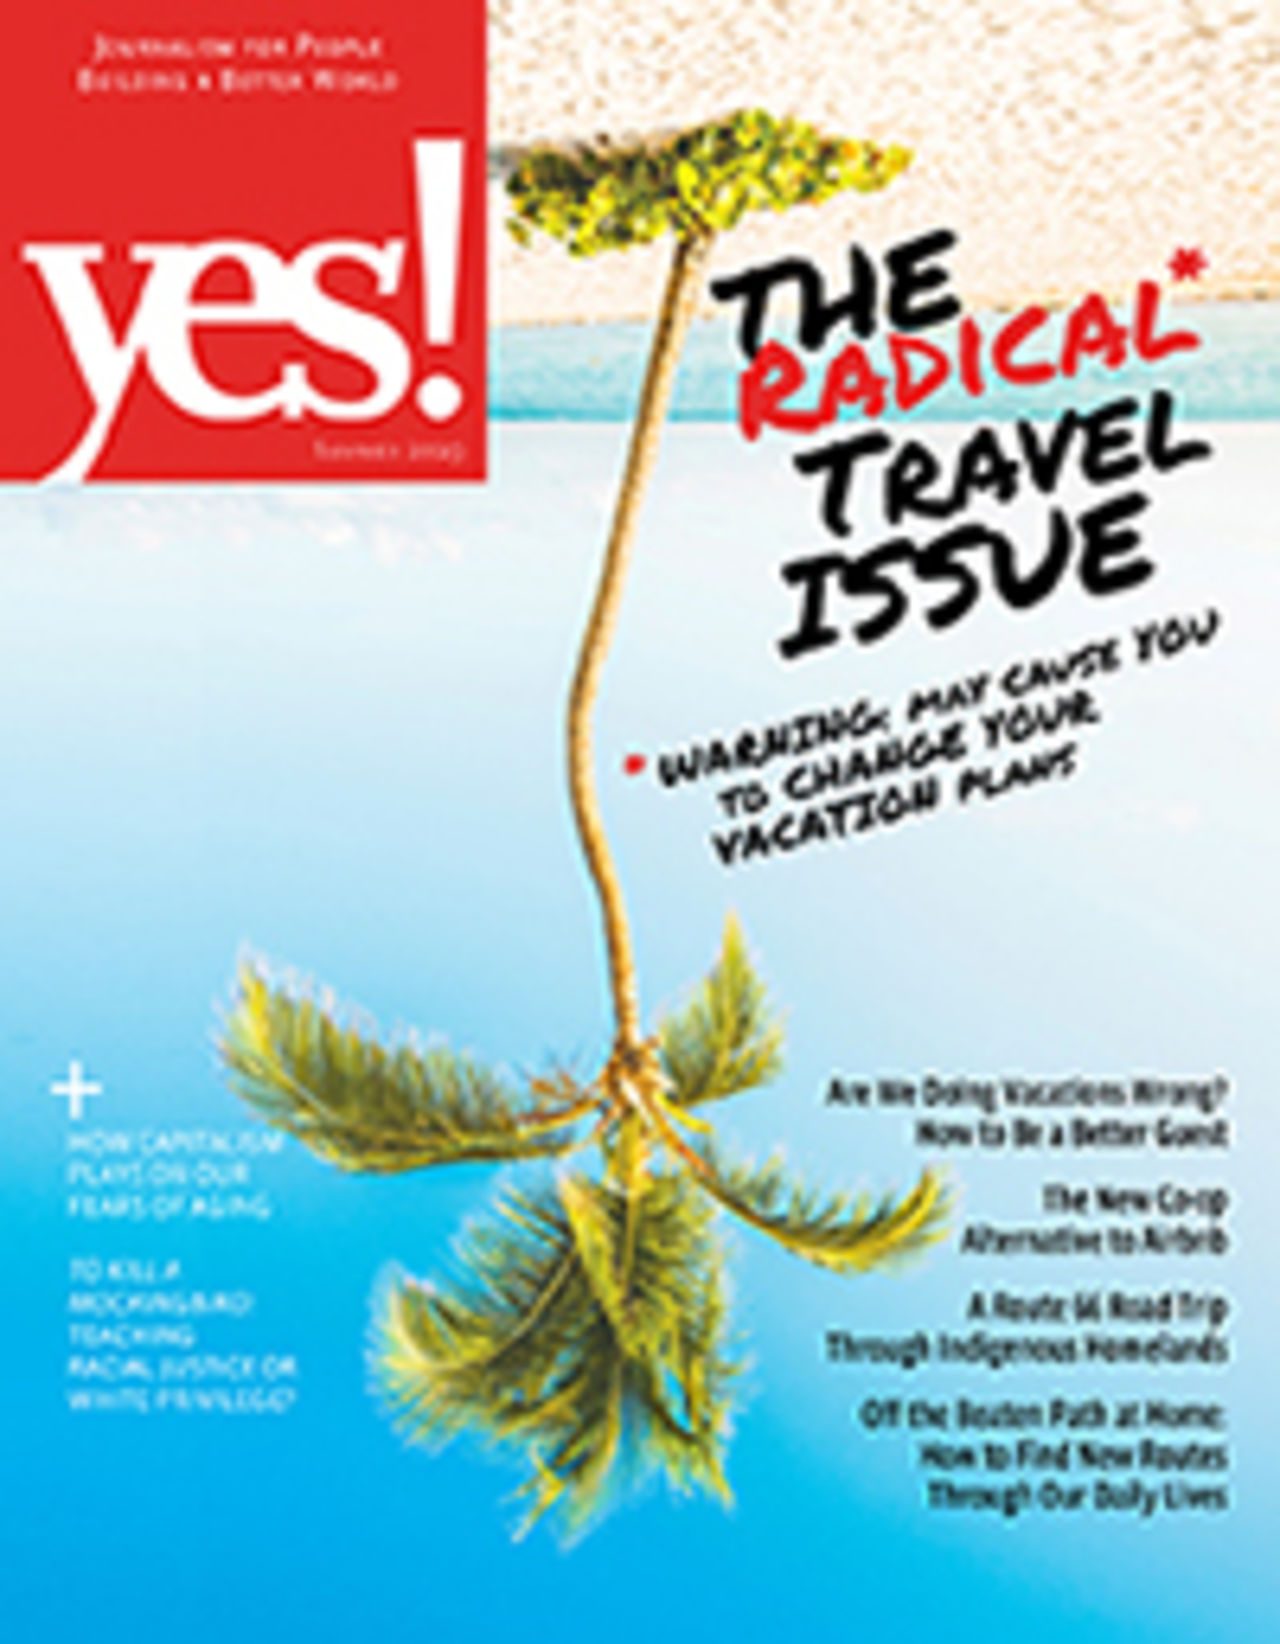 JOURNALISM FOR PEOPLE
BUILDING A BETTER WORLD
yes!
SUMMER
THE
RADICAL*
TRAVEL
ISSUE
* WARNING: MAY CAUSE YOU
TO CHANGE YOUR
VACATION PLANS
+
HOW CAPITALISM
PLAYS ON OUR
FEARS OF AGING
TO KILL A
MOCKINGBIRD:
TEACHING
RACIAL JUSTICE OR
WHITE PRIVILEGE?
Are We Doing Vacations Wrong?
How to Be a Better Guest
The New Co-op
Alternative to Airbnb
A Route 66 Road Trip
Through Indigenous Homelands
Off the Beaten Path at Home:
How to Find New Routes
Through Our Daily Lives